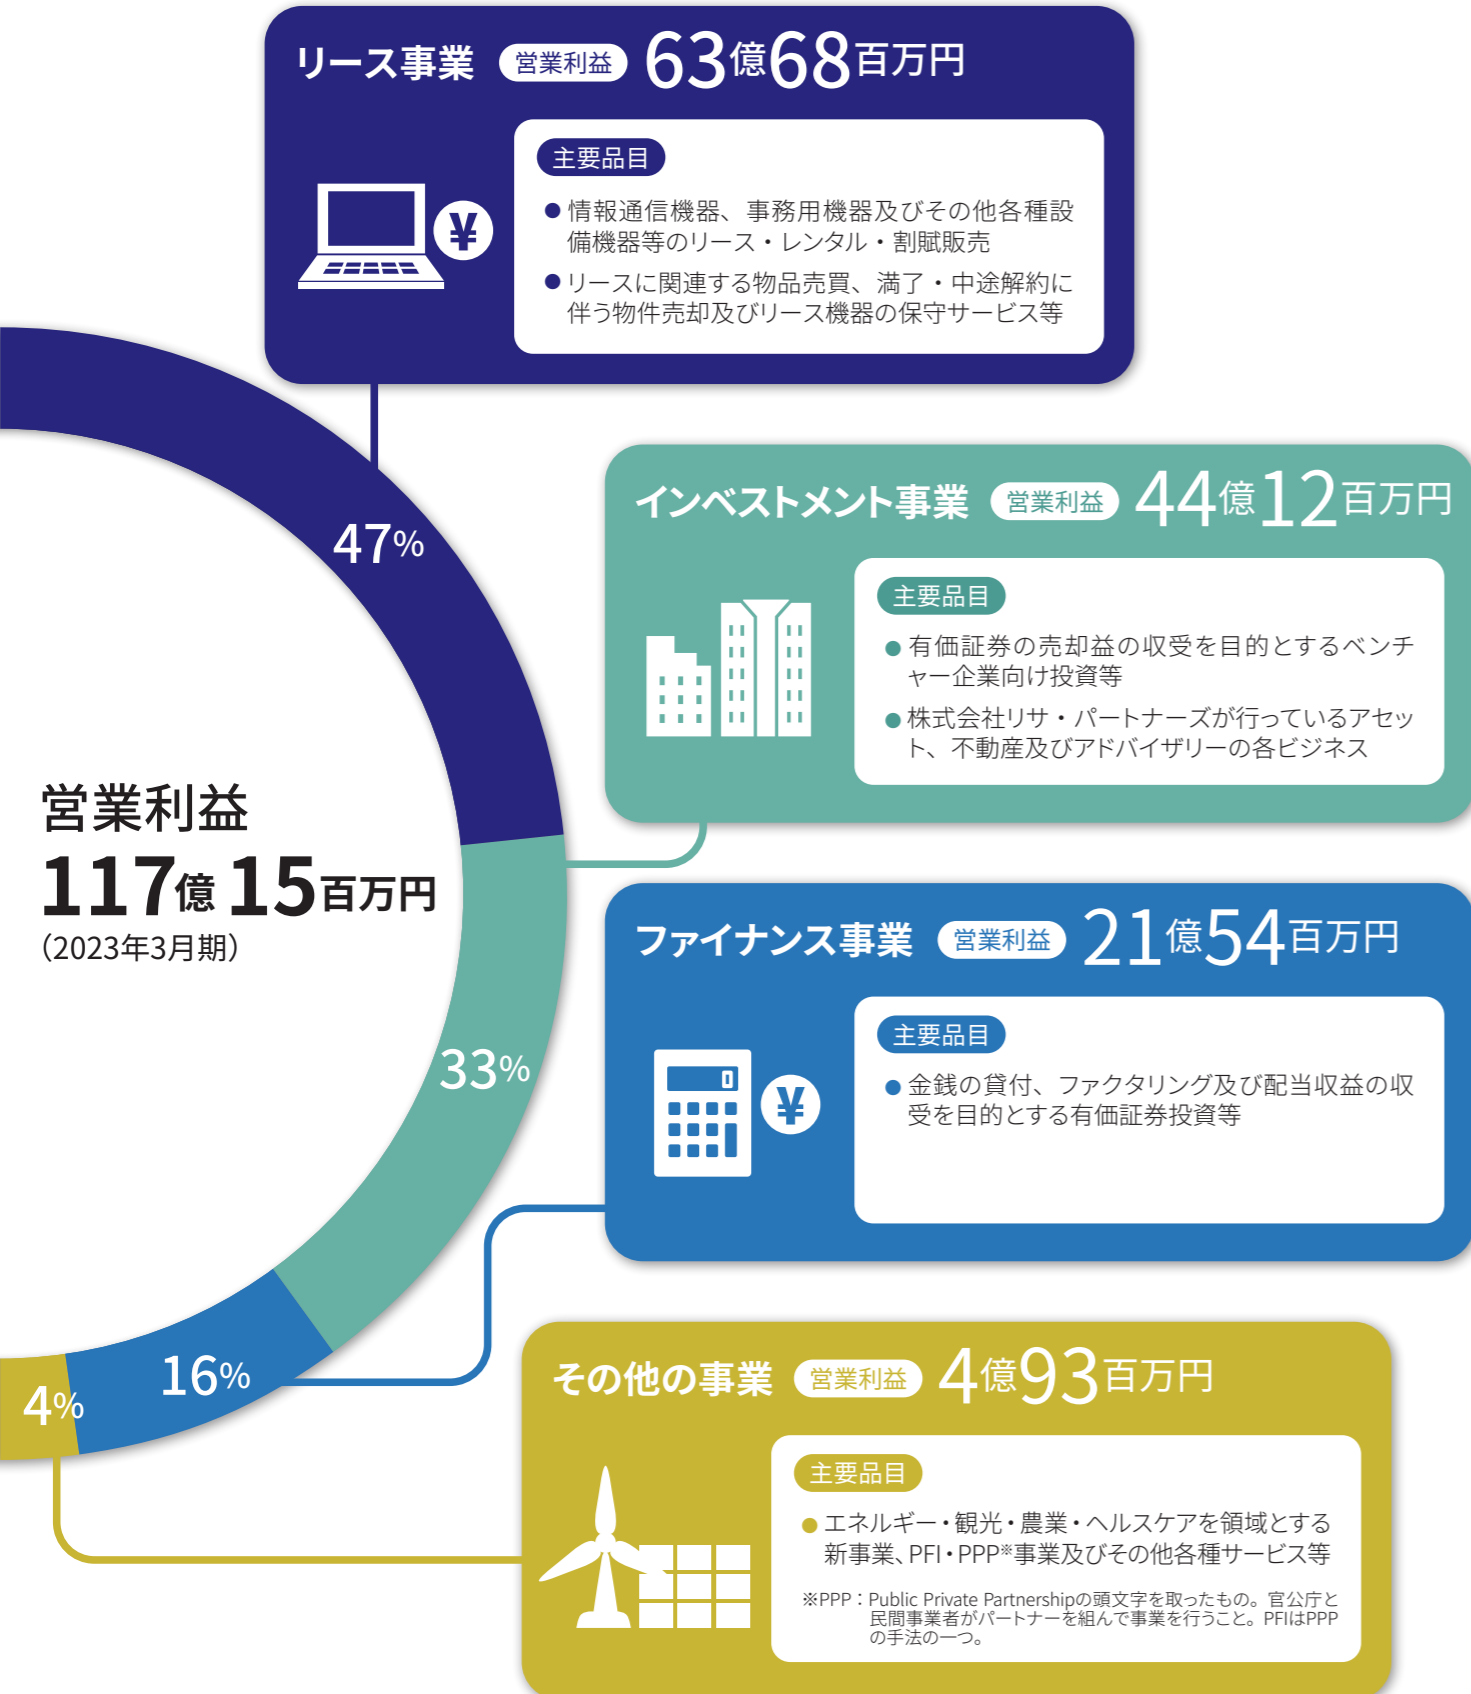 リース事業 営業利益 63億68百万円
主要品目
●情報通信機器、事務用機器及びその他各種設
備機器等のリース・レンタル・割賦販売
●リースに関連する物品売買、満了・中途解約に
伴う物件売却及びリース機器の保守サービス等
¥
47%
インベストメント事業 営業利益 44億12百万円
主要品目
●有価証券の売却益の収受を目的とするベンチ
ャー企業向け投資等
●株式会社リサ・パートナーズが行っているアセッ
ト、不動産及びアドバイザリーの各ビジネス
営業利益
117億15百万円
（2023年3月期）
33%
ファイナンス事業 営業利益 21億54百万円
主要品目
●金銭の貸付、ファクタリング及び配当収益の収
受を目的とする有価証券投資等
0
¥
16%
4%
その他の事業 営業利益 4億93百万円
主要品目
●エネルギー・観光・農業・ヘルスケアを領域とする
新事業、PFI・PPP※事業及びその他各種サービス等
※PPP：Public Private Partnershipの頭文字を取ったもの。官公庁と
民間事業者がパートナーを組んで事業を行うこと。PFIはPPP
の手法の一つ。